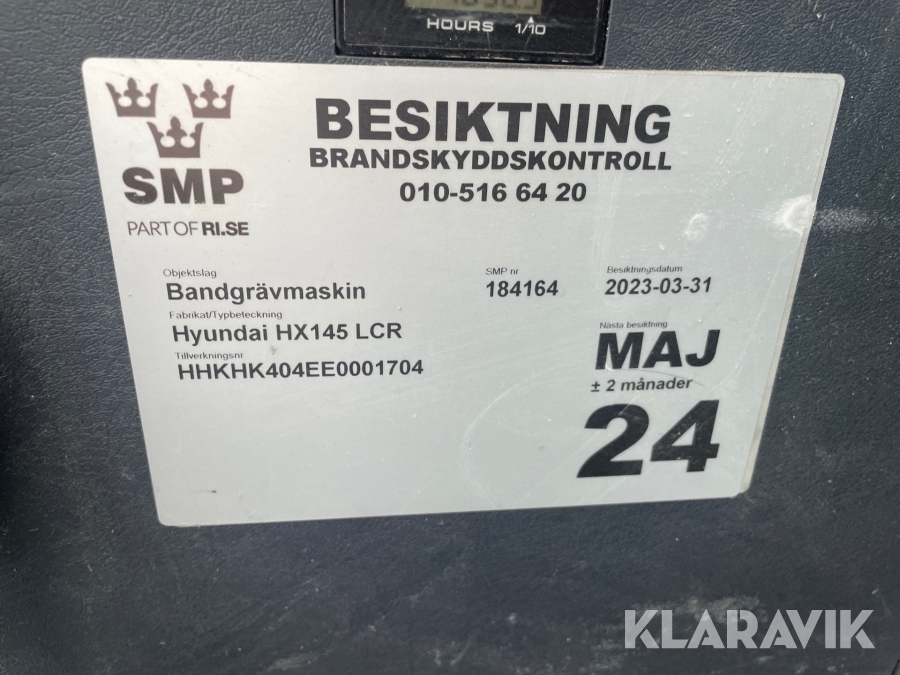 HOURS 1/10
BESIKTNING
BRANDSKYDDSKONTROLL
010-516 64 20
SMP
PART OF RI.SE
Objektslag
Bandgrävmaskin
SMP nr
184164
Besiktningsdatum
2023-03-31
Fabrikat/Typbeteckning
Hyundai HX145 LCR
Tillverkningsnr
HHKHK404EE0001704
Nästa besiktning
MAJ
± 2 månader
24
KLARAVIK